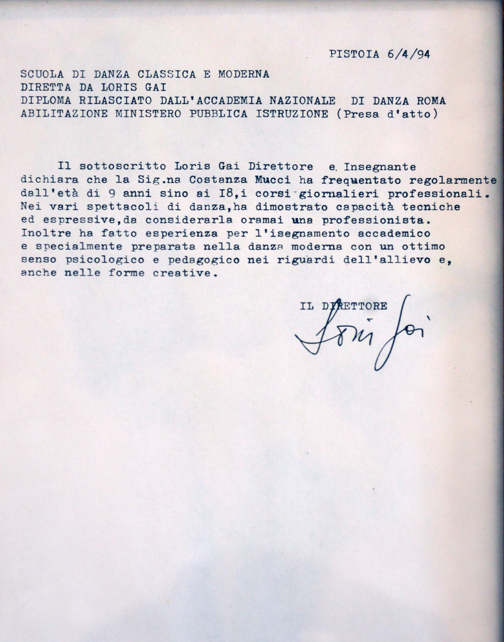 PISTOIA 6/4/94
SCUOLA DI DANZA CLASSICA E MODERNA
DIRETTA DA LORIS GAI
DIPLOMA RILASCIATO DALL'ACCADEMIA NAZIONALE DI DANZA ROMA
ABILITAZIONE MINISTERO PUBBLICA ISTRUZIONE (Presa d'atto)
Il sottoscritto Loris Gai Direttore e Insegnante
dichiara che la Sig.na Costanza Mucci ha frequentato regolarmente
dall'età di 9 anni sino ai 18,i corsi giornalieri professionali.
Nei vari spettacoli di danza,ha dimostrato capacità tecniche
ed espressive,da considerarla oramai una professionista.
Inoltre ha fatto esperienza per l'isegnamento accademico
e specialmente preparata nella danza moderna con un ottimo
senso psicologico e pedagogico nei riguardi dell'allievo e,
anche nelle forme creative.
IL DIRETTORE
Loris Gai